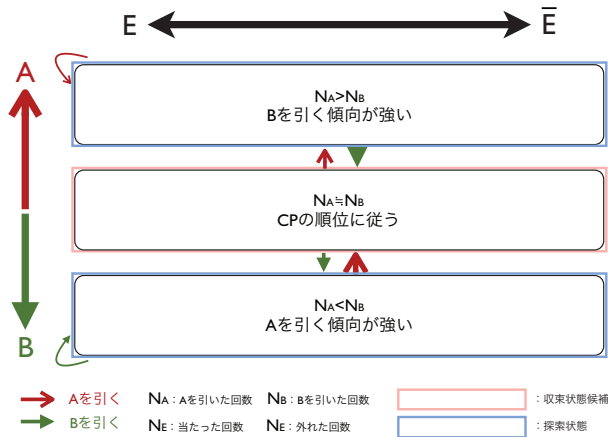 E Ē
A
NA>NB
Bを引く傾向が強い
NA≒NB
CPの順位に従う
NA<NB
Aを引く傾向が強い
B
Aを引く NA：Aを引いた回数 NB：Bを引いた回数 ：収束状態候補
Bを引く NE：当たった回数 NE：外れた回数 ：探索状態